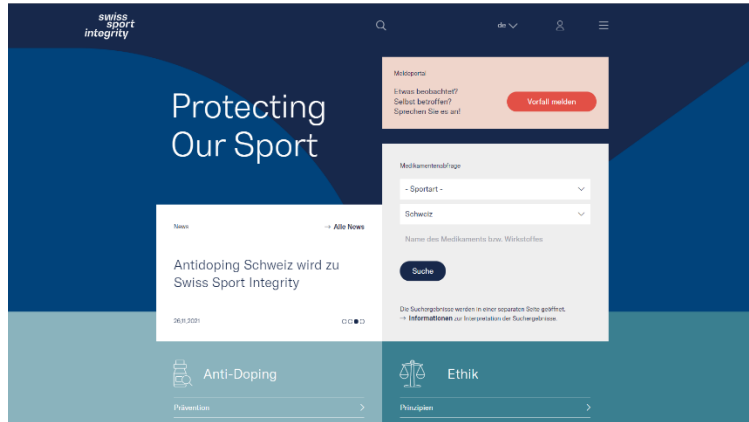 swiss
sport
integrity
de
Meldeportal
Etwas beobachtet?
Selbst betroffen?
Sprechen Sie es an!
Vorfall melden
Protecting
Our Sport
Medikamentenabfrage
- Sportart -
Schweiz
Name des Medikaments bzw. Wirkstoffes
Suche
Die Suchergebnisse werden in einer separaten Seite geöffnet.
→ Informationen zur Interpretation der Suchergebnisse.
News
→ Alle News
Antidoping Schweiz wird zu
Swiss Sport Integrity
26.11.2021
Anti-Doping
Prävention
Ethik
Prinzipien